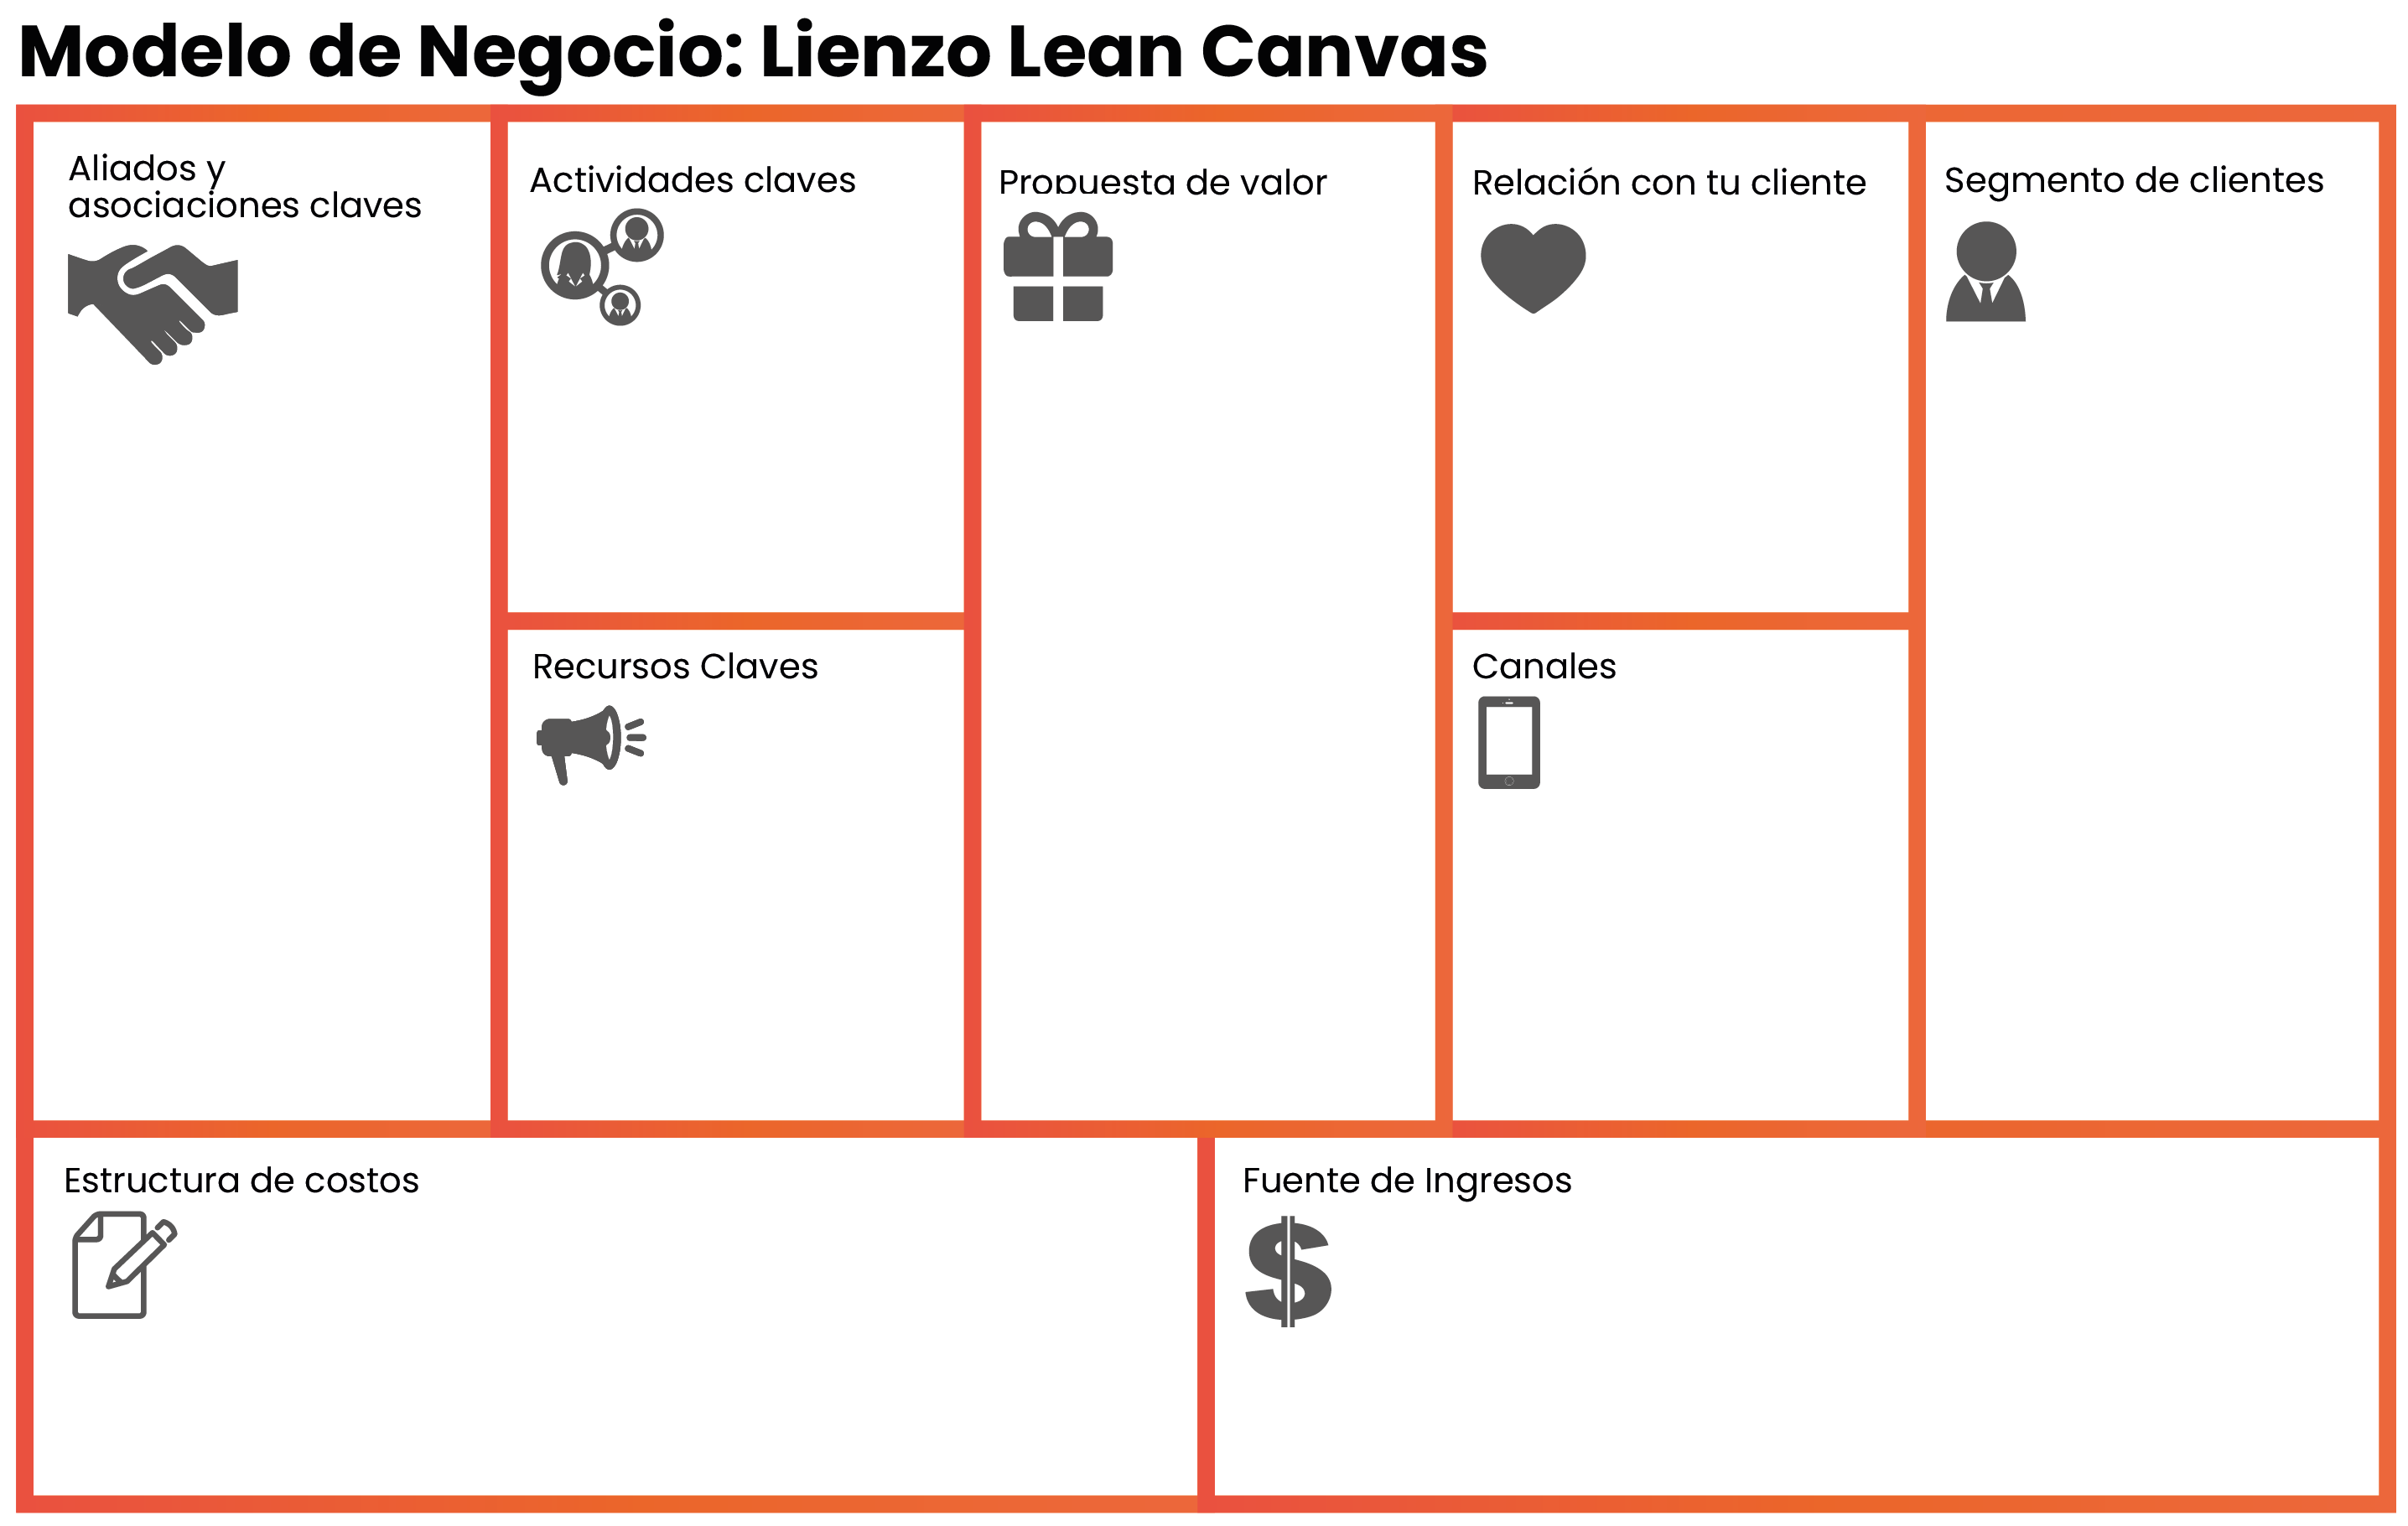 Modelo de Negocio: Lienzo Lean Canvas
Aliados y
asociaciones claves
Actividades claves
Propuesta de valor
Relación con tu cliente
Segmento de clientes
Recursos Claves
Canales
Estructura de costos
Fuente de Ingresos
$